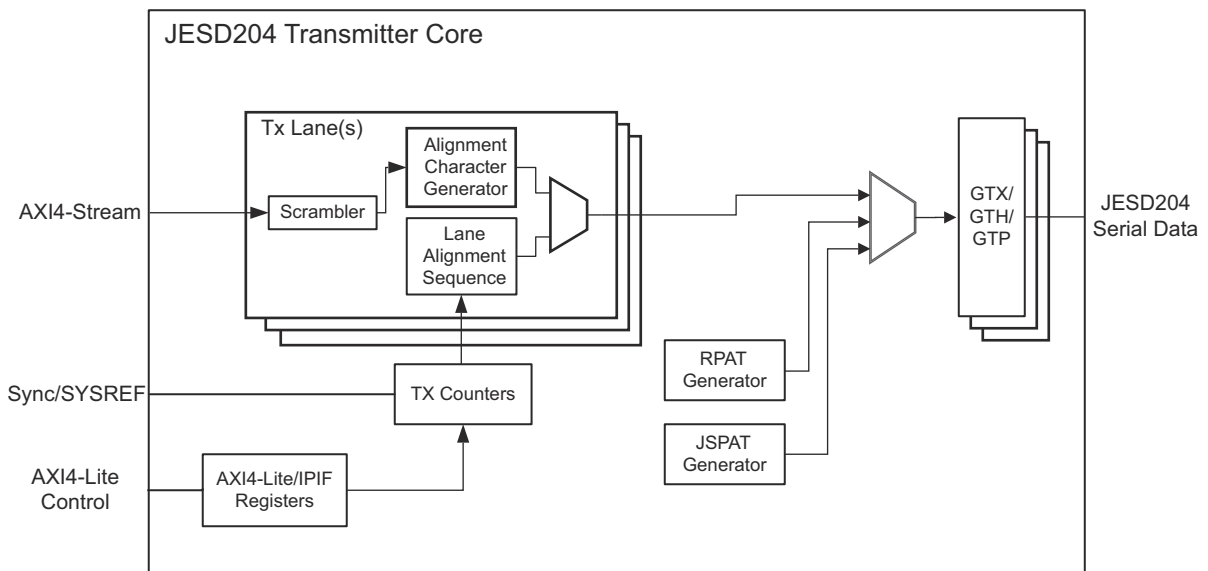 JESD204 Transmitter Core
Tx Lane(s)
Alignment
Character
Generator
Scrambler
Lane
Alignment
Sequence
AXI4-Stream
GTX/
GTH/
GTP
JESD204
Serial Data
RPAT
Generator
Sync/SYSREF
TX Counters
JSPAT
Generator
AXI4-Lite
Control
AXI4-Lite/IPIF
Registers